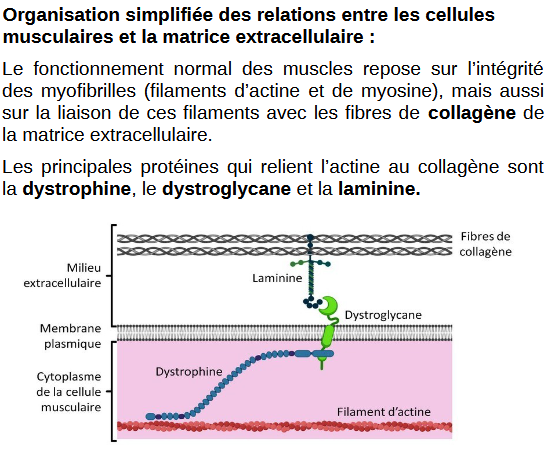 Organisation simplifiée des relations entre les cellules
musculaires et la matrice extracellulaire :
Le fonctionnement normal des muscles repose sur l'intégrité
des myofibrilles (filaments d'actine et de myosine), mais aussi
sur la liaison de ces filaments avec les fibres de collagène de
la matrice extracellulaire.
Les principales protéines qui relient l'actine au collagène sont
la dystrophine, le dystroglycane et la laminine.
Fibres de
collagène
Milieu
extracellulaire
Laminine
Dystroglycane
Membrane
plasmique
Dystrophine
Cytoplasme
de la cellule
musculaire
Filament d'actine